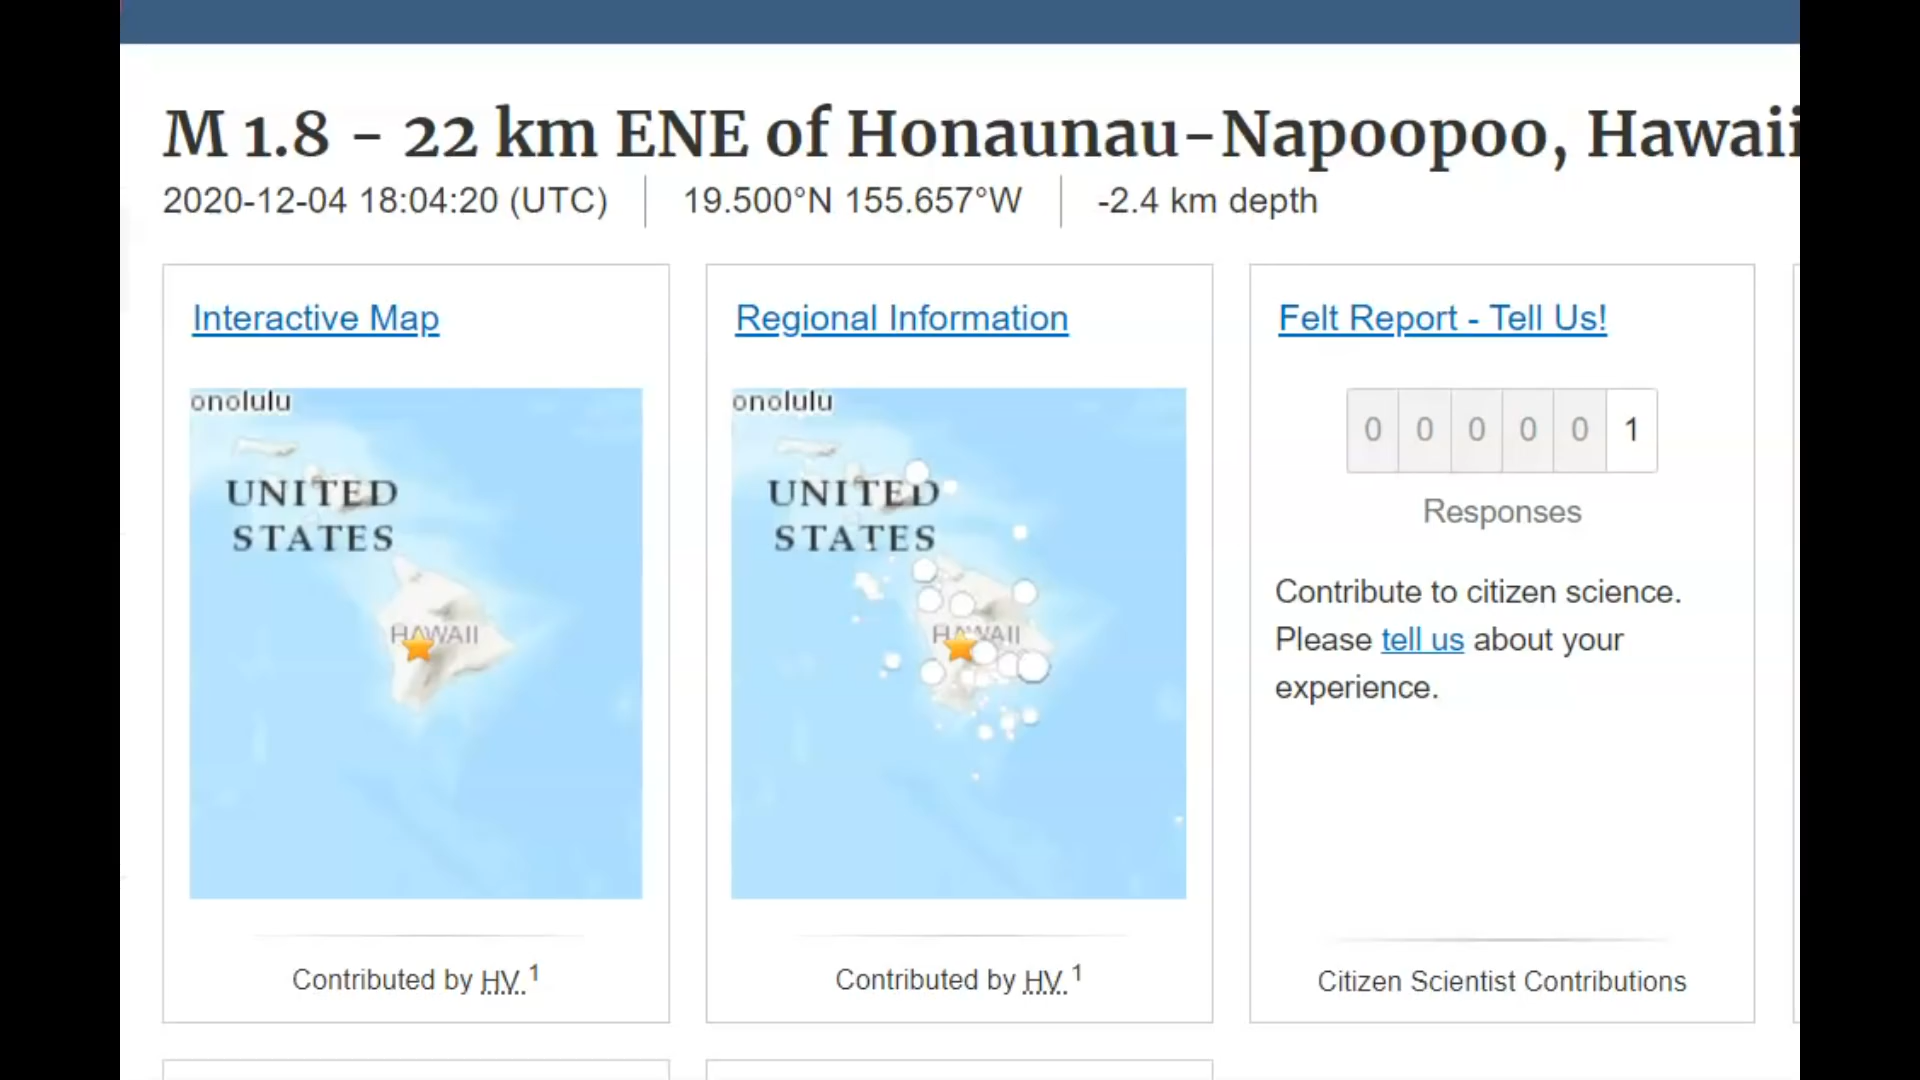 M 1.8 - 22 km ENE of Honaunau-Napoopoo, Hawaii
2020-12-04 18:04:20 (UTC)
19.500°N 155.657°W
-2.4 km depth
Interactive Map
onolulu
UNITED
STATES
HAWAII
Contributed by HV 1
Regional Information
onolulu
UNITED
STATES
HAWAII
Contributed by HV 1
Felt Report - Tell Us!
0 0 0 0 0 1
Responses
Contribute to citizen science.
Please tell us about your
experience.
Citizen Scientist Contributions